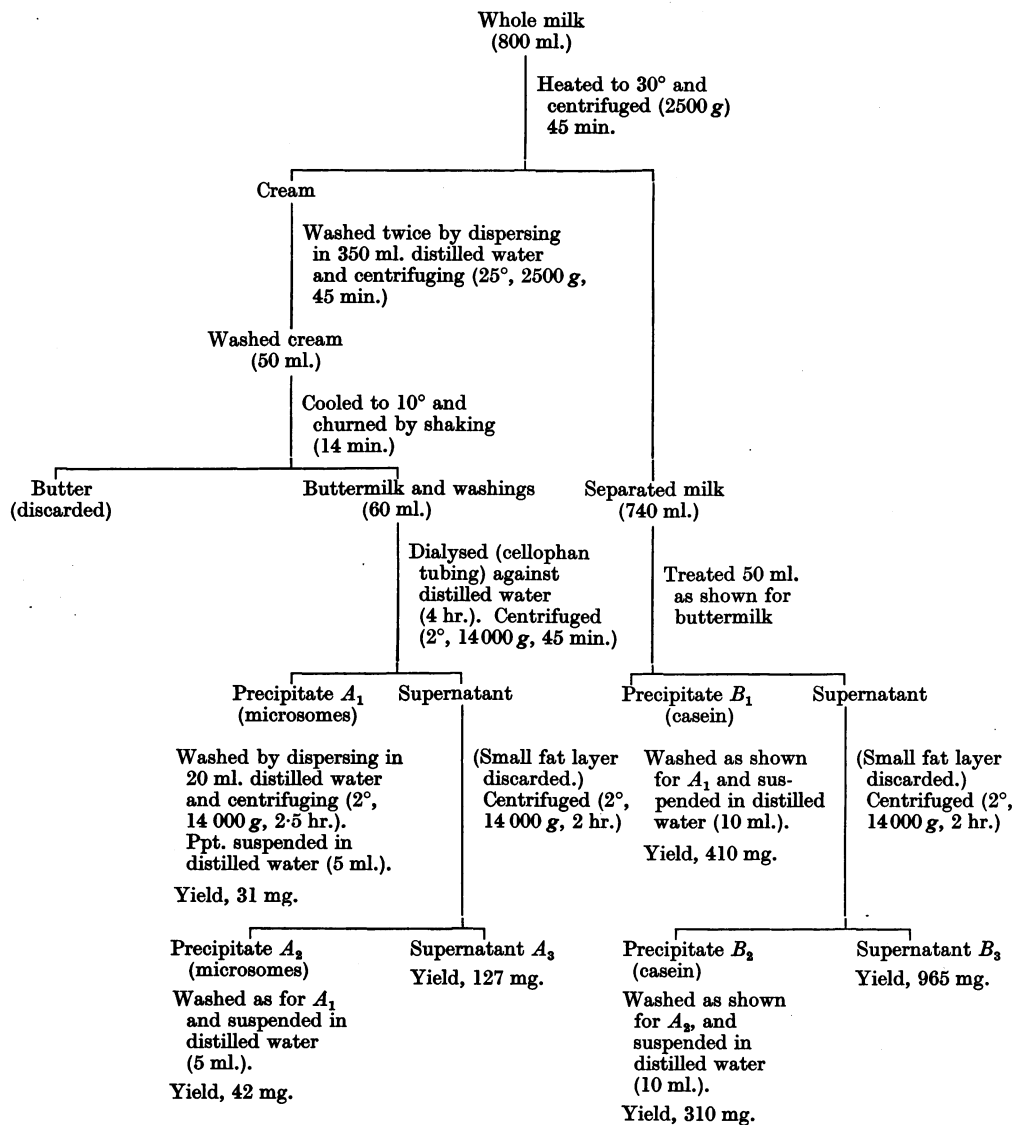 Whole milk
(800 ml.)
Heated to 30° and
centrifuged (2500 g)
45 min.
Cream
Washed twice by dispersing
in 350 ml. distilled water
and centrifuging (25°, 2500 g,
45 min.)
Washed cream
(50 ml.)
Cooled to 10° and
churned by shaking
(14 min.)
Butter
(discarded)
Buttermilk and washings
(60 ml.)
Separated milk
(740 ml.)
Dialysed (cellophan
tubing) against
distilled water
(4 hr.). Centrifuged
(2°, 14000 g, 45 min.)
Treated 50 ml.
as shown for
buttermilk
Precipitate A₁
(microsomes)
Supernatant
Precipitate B₁
(casein)
Supernatant
Washed by dispersing in
20 ml. distilled water
and centrifuging (2°,
14 000 g, 2·5 hr.).
Ppt. suspended in
distilled water (5 ml.).
Yield, 31 mg.
(Small fat layer
discarded.)
Centrifuged (2°,
14 000 g, 2 hr.)
Washed as shown
for A₁ and sus-
pended in distilled
water (10 ml.).
Yield, 410 mg.
(Small fat layer
discarded.)
Centrifuged (2°,
14000 g, 2 hr.)
Precipitate A₂
(microsomes)
Washed as for A₁
and suspended in
distilled water
(5 ml.).
Yield, 42 mg.
Supernatant A₃
Yield, 127 mg.
Precipitate B₂
(casein)
Washed as shown
for A₂, and
suspended in
distilled water
(10 ml.).
Yield, 310 mg.
Supernatant B₃
Yield, 965 mg.